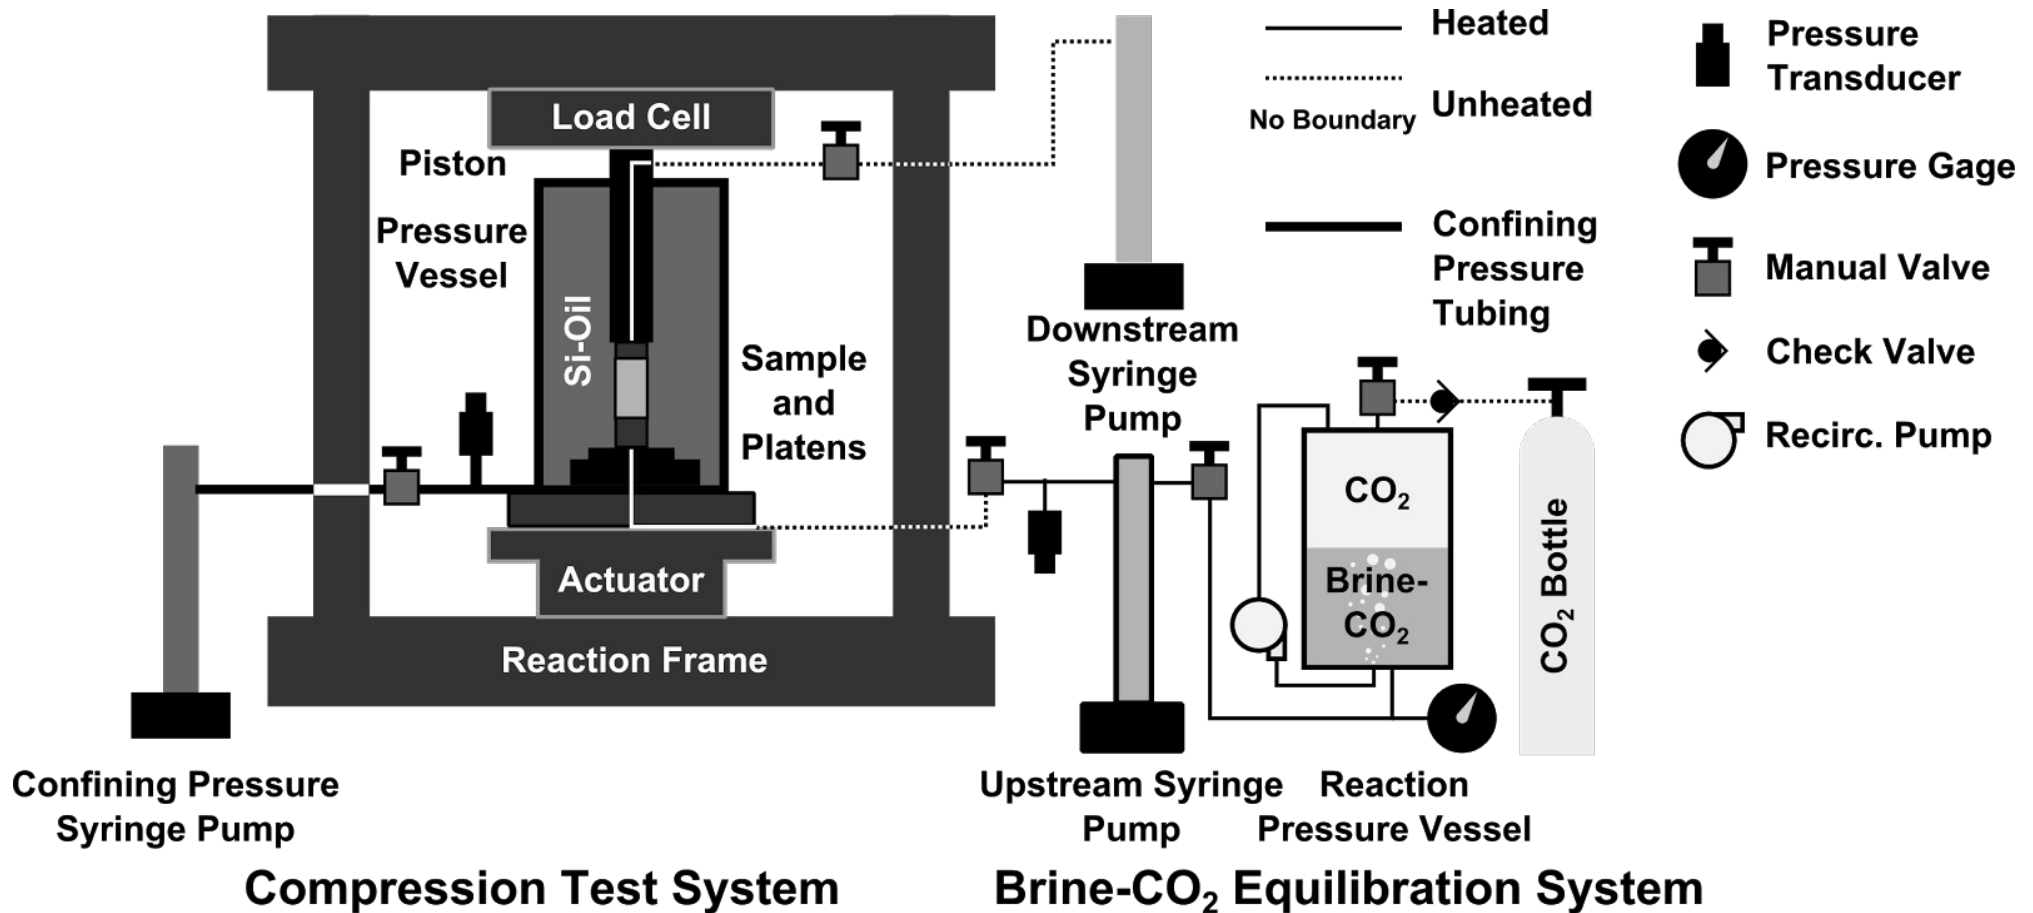 Load Cell
Piston
Pressure
Vessel
Si-Oil
Sample
and
Platens
Actuator
Reaction Frame
Confining Pressure
Syringe Pump
Compression Test System
Downstream
Syringe
Pump
Upstream Syringe
Pump
CO₂
Brine-
CO₂
Reaction
Pressure Vessel
CO₂ Bottle
Brine-CO₂ Equilibration System
Heated
Unheated
No Boundary
Confining
Pressure
Tubing
Pressure
Transducer
Pressure Gage
Manual Valve
Check Valve
Recirc. Pump